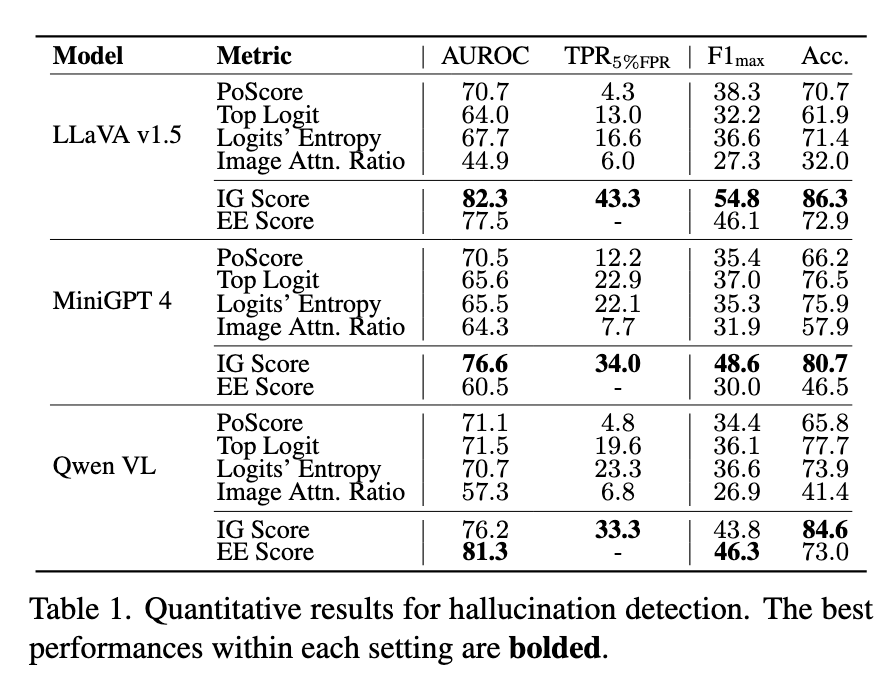 Model Metric | AUROC TPR5%FPR | F1max Acc.
PoScore | 70.7 4.3 | 38.3 70.7
Top Logit | 64.0 13.0 | 32.2 61.9
LLaVA v1.5 Logits' Entropy | 67.7 16.6 | 36.6 71.4
Image Attn. Ratio | 44.9 6.0 | 27.3 32.0
IG Score | 82.3 43.3 | 54.8 86.3
EE Score | 77.5 - | 46.1 72.9
PoScore | 70.5 12.2 | 35.4 66.2
Top Logit | 65.6 22.9 | 37.0 76.5
MiniGPT 4 Logits' Entropy | 65.5 22.1 | 35.3 75.9
Image Attn. Ratio | 64.3 7.7 | 31.9 57.9
IG Score | 76.6 34.0 | 48.6 80.7
EE Score | 60.5 - | 30.0 46.5
PoScore | 71.1 4.8 | 34.4 65.8
Top Logit | 71.5 19.6 | 36.1 77.7
Qwen VL Logits' Entropy | 70.7 23.3 | 36.6 73.9
Image Attn. Ratio | 57.3 6.8 | 26.9 41.4
IG Score | 76.2 33.3 | 43.8 84.6
EE Score | 81.3 - | 46.3 73.0
Table 1. Quantitative results for hallucination detection. The best
performances within each setting are bolded.